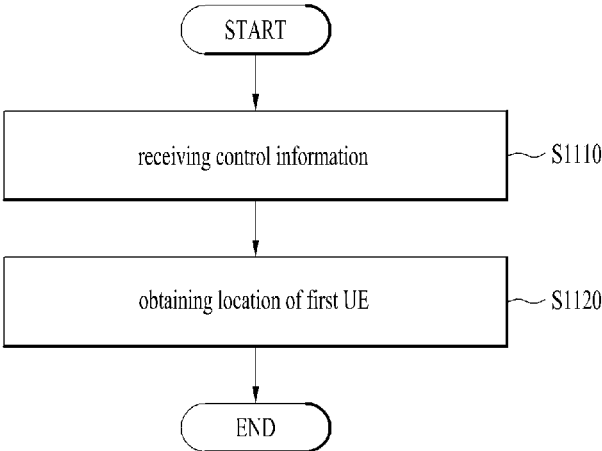 START
receiving control information
S1110
obtaining location of first UE
S1120
END